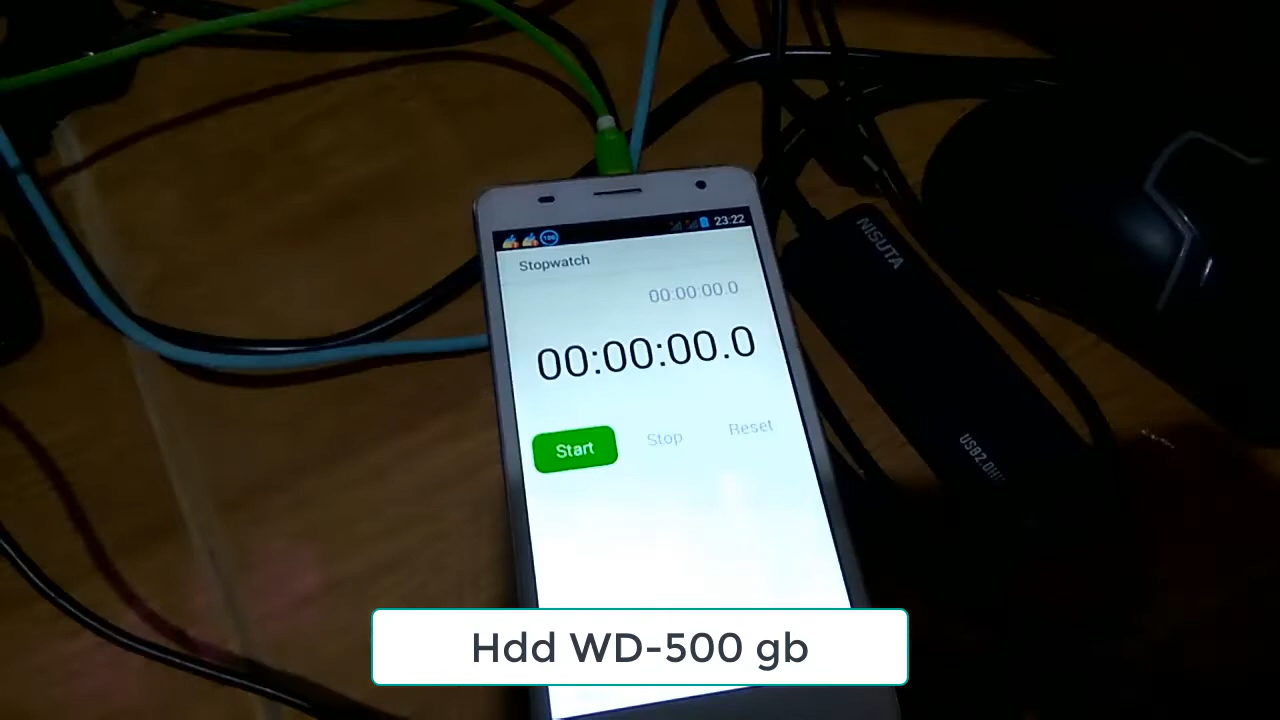 23:22
Stopwatch
00:00:00.0
00:00:00.0
Start
Stop
Reset
NISUTA
USB2.0
Hdd WD-500 gb